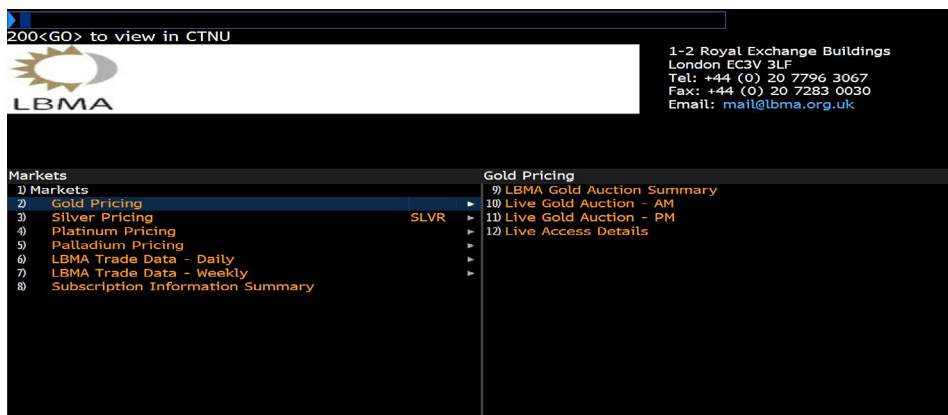 200<GO> to view in CTNU
LBMA
1-2 Royal Exchange Buildings
London EC3V 3LF
Tel: +44 (0) 20 7796 3067
Fax: +44 (0) 20 7283 0030
Email: mail@lbma.org.uk
Markets
1) Markets
2) Gold Pricing
3) Silver Pricing SLVR
4) Platinum Pricing
5) Palladium Pricing
6) LBMA Trade Data - Daily
7) LBMA Trade Data - Weekly
8) Subscription Information Summary
Gold Pricing
9) LBMA Gold Auction Summary
10) Live Gold Auction - AM
11) Live Gold Auction - PM
12) Live Access Details